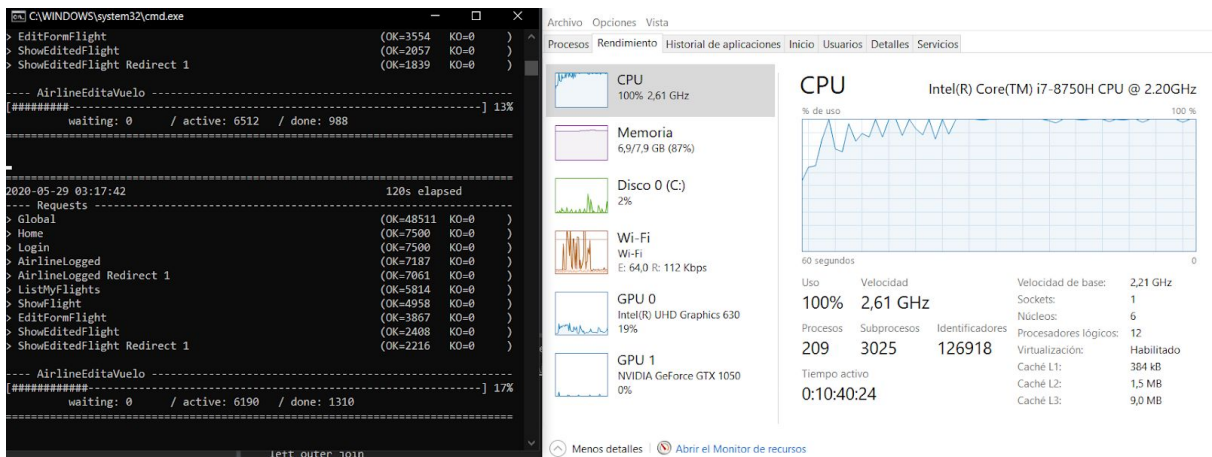 C:\WINDOWS\system32\cmd.exe
> EditFormFlight (OK=3554 KO=0 )
> ShowEditedFlight (OK=2057 KO=0 )
> ShowEditedFlight Redirect 1 (OK=1839 KO=0 )
---- AirlineEditaVuelo ----
[#########----] 13%
waiting: 0 / active: 6512 / done: 988
2020-05-29 03:17:42 120s elapsed
---- Requests ----
> Global (OK=48511 KO=0 )
> Home (OK=7500 KO=0 )
> Login (OK=7500 KO=0 )
> AirlineLogged (OK=7187 KO=0 )
> AirlineLogged Redirect 1 (OK=7061 KO=0 )
> ListMyFlights (OK=5814 KO=0 )
> ShowFlight (OK=4958 KO=0 )
> EditFormFlight (OK=3867 KO=0 )
> ShowEditedFlight (OK=2408 KO=0 )
> ShowEditedFlight Redirect 1 (OK=2216 KO=0 )
---- AirlineEditaVuelo ----
[############----] 17%
waiting: 0 / active: 6190 / done: 1310
left outer join
Archivo Opciones Vista
Procesos Rendimiento Historial de aplicaciones Inicio Usuarios Detalles Servicios
CPU
100% 2,61 GHz
Memoria
6,9/7,9 GB (87%)
Disco 0 (C:)
2%
Wi-Fi
Wi-Fi
E: 64,0 R: 112 Kbps
GPU 0
Intel(R) UHD Graphics 630
19%
GPU 1
NVIDIA GeForce GTX 1050
0%
CPU Intel(R) Core(TM) i7-8750H CPU @ 2.20GHz
% de uso 100 %
60 segundos 0
Uso Velocidad
100% 2,61 GHz
Procesos Subprocesos Identificadores
209 3025 126918
Tiempo activo
0:10:40:24
Velocidad de base: 2,21 GHz
Sockets: 1
Núcleos: 6
Procesadores lógicos: 12
Virtualización: Habilitado
Caché L1: 384 kB
Caché L2: 1,5 MB
Caché L3: 9,0 MB
Menos detalles Abrir el Monitor de recursos